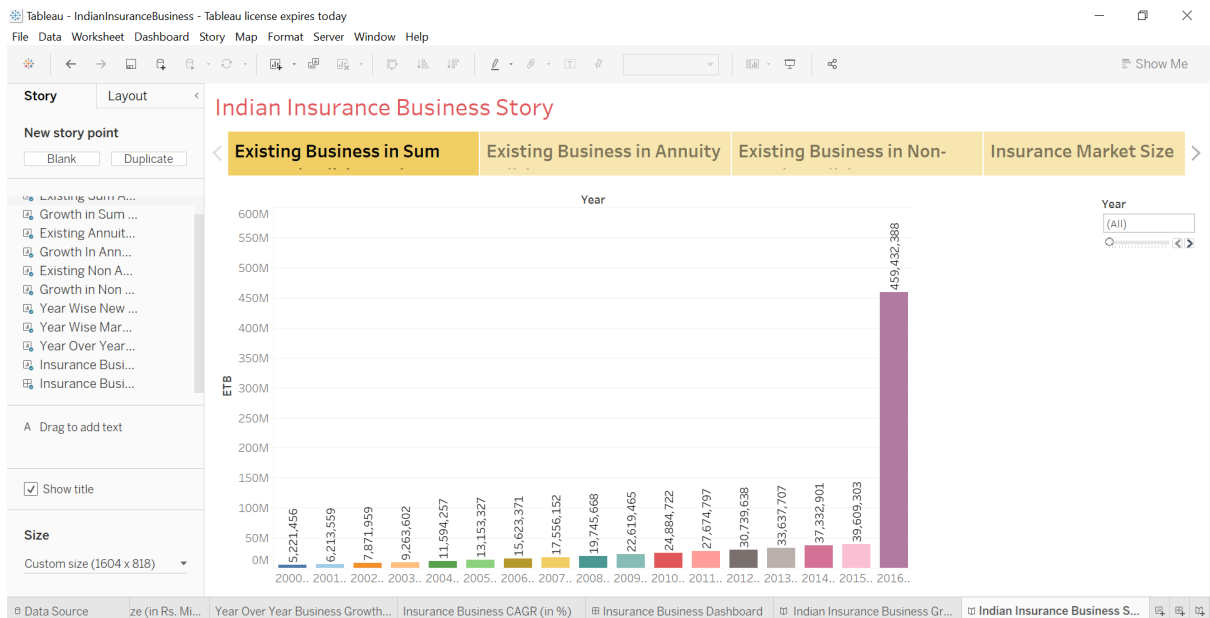 Tableau - IndianInsuranceBusiness - Tableau license expires today
File Data Worksheet Dashboard Story Map Format Server Window Help
Show Me
Story
Layout
New story point
Blank
Duplicate
Existing Sum A...
Growth in Sum ...
Existing Annuit...
Growth In Ann...
Existing Non A...
Growth in Non ...
Year Wise New ...
Year Wise Mar...
Year Over Year...
Insurance Busi...
Insurance Busi...
A Drag to add text
Show title
Size
Custom size (1604 x 818)
Indian Insurance Business Story
Existing Business in Sum
Existing Business in Annuity
Existing Business in Non-
Insurance Market Size
Year
600M
550M
500M
450M
400M
350M
300M
250M
200M
150M
100M
50M
0M
ETB
5,221,456
6,213,559
7,871,959
9,263,602
11,594,257
13,153,327
15,623,371
17,556,152
19,745,668
22,619,465
24,884,722
27,674,797
30,739,638
33,637,707
37,332,901
39,609,303
459,432,388
2000.. 2001.. 2002.. 2003.. 2004.. 2005.. 2006.. 2007.. 2008.. 2009.. 2010.. 2011.. 2012.. 2013.. 2014.. 2015.. 2016..
Year
(All)
Data Source
ze (in Rs. Mi...
Year Over Year Business Growth...
Insurance Business CAGR (in %)
Insurance Business Dashboard
Indian Insurance Business Gr...
Indian Insurance Business S...